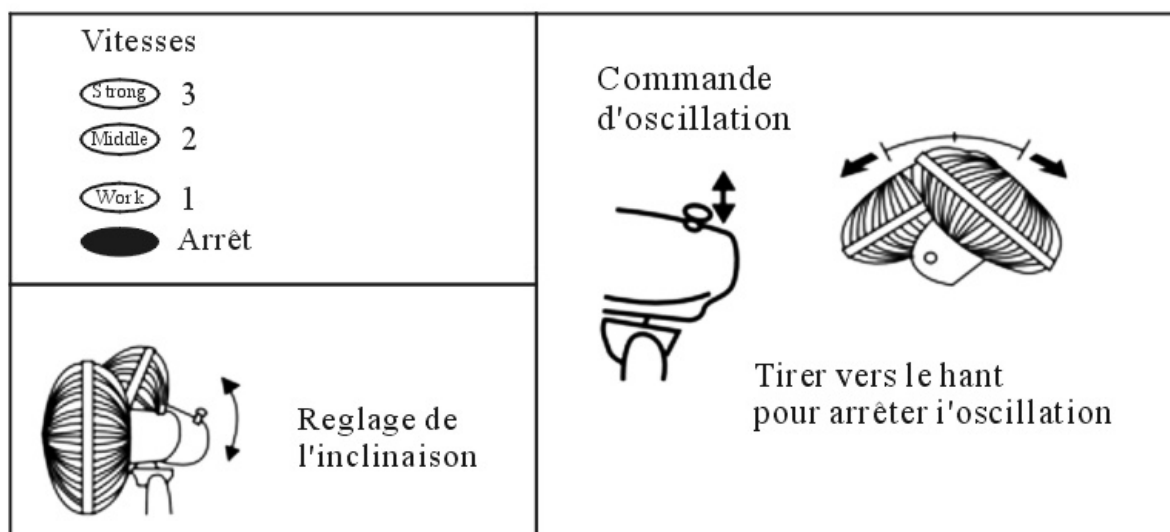 Vitesses
Strong 3
Middle 2
Work 1
Arrêt
Reglage de
l'inclinaison
Commande
d'oscillation
Tirer vers le hant
pour arrêter i'oscillation